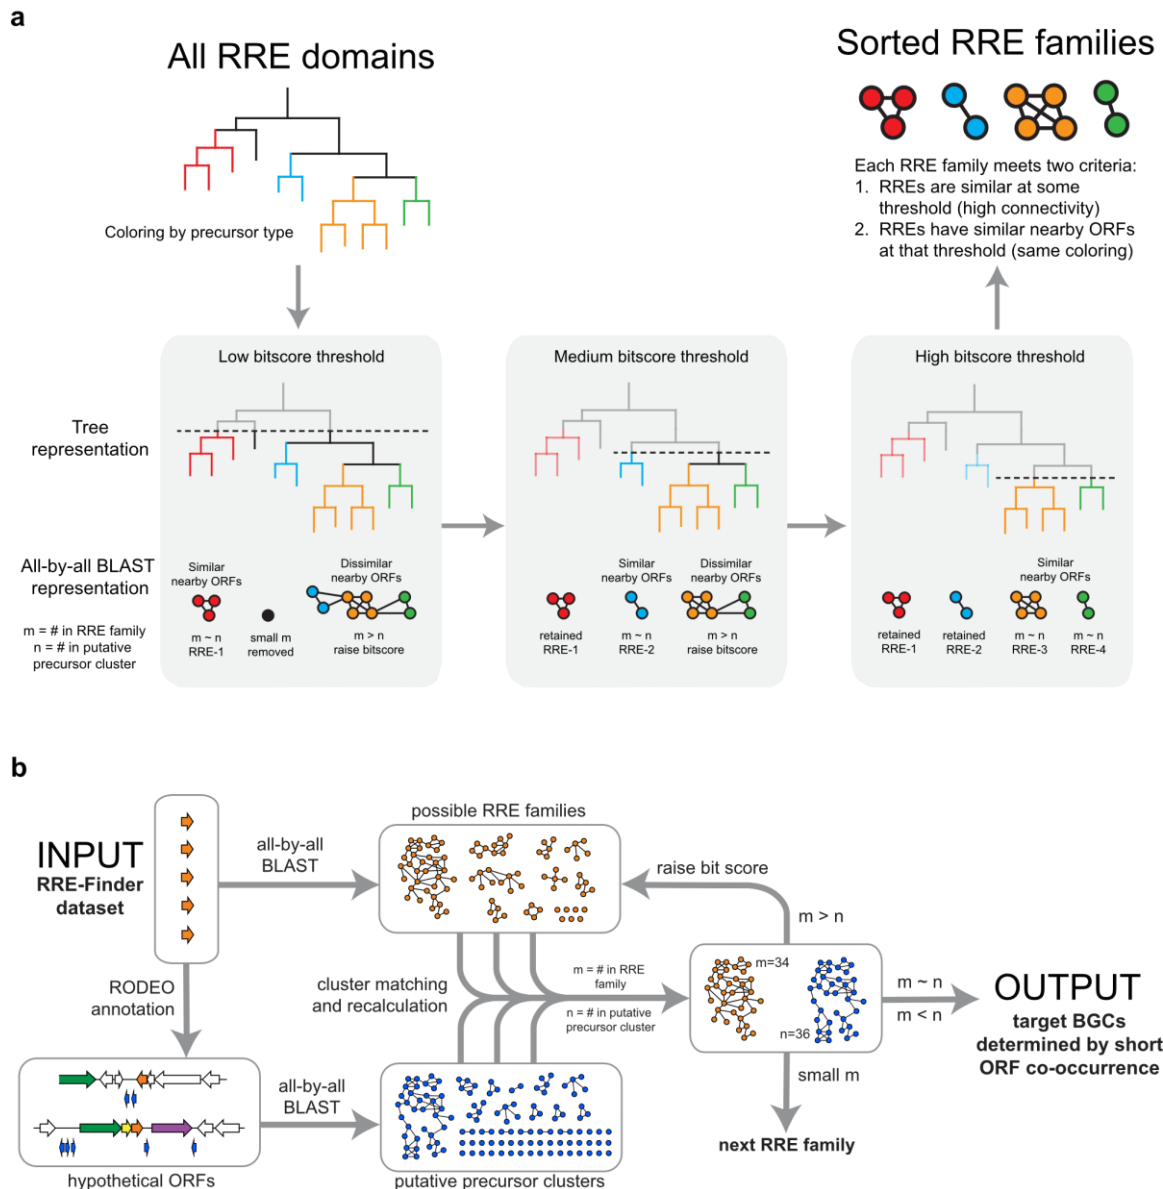 a
All RRE domains
Coloring by precursor type
Sorted RRE families
Each RRE family meets two criteria:
1. RREs are similar at some
threshold (high connectivity)
2. RREs have similar nearby ORFs
at that threshold (same coloring)
Tree
representation
All-by-all BLAST
representation
m = # in RRE family
n = # in putative
precursor cluster
Low bitscore threshold
Similar
nearby ORFs
m ~ n
RRE-1
small m
removed
Dissimilar
nearby ORFs
m > n
raise bitscore
Medium bitscore threshold
retained
RRE-1
Similar
nearby ORFs
m ~ n
RRE-2
Dissimilar
nearby ORFs
m > n
raise bitscore
High bitscore threshold
Similar
nearby ORFs
retained
RRE-1
retained
RRE-2
m ~ n
RRE-3
m ~ n
RRE-4
b
INPUT
RRE-Finder
dataset
all-by-all
BLAST
possible RRE families
RODEO
annotation
hypothetical ORFs
all-by-all
BLAST
putative precursor clusters
cluster matching
and recalculation
m = # in RRE
family
n = # in putative
precursor cluster
raise bit score
m > n
m=34
n=36
m ~ n
m < n
small m
next RRE family
OUTPUT
target BGCs
determined by short
ORF co-occurrence